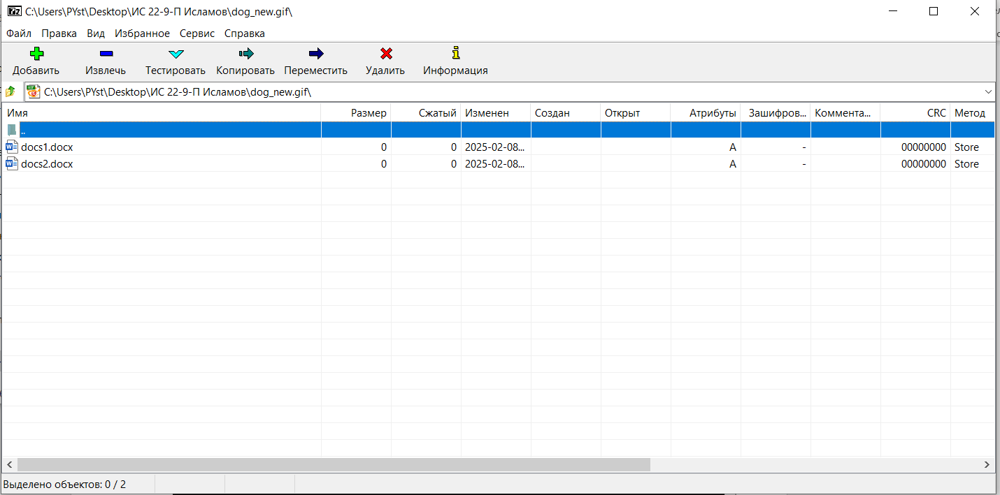 7z C:\Users\PYst\Desktop\ИС 22-9-П Исламов\dog_new.gif\
Файл Правка Вид Избранное Сервис Справка
Добавить Извлечь Тестировать Копировать Переместить Удалить Информация
C:\Users\PYst\Desktop\ИС 22-9-П Исламов\dog_new.gif\
Имя Размер Сжатый Изменен Создан Открыт Атрибуты Зашифров... Коммента... CRC Метод
..
docs1.docx 0 0 2025-02-08... A - 00000000 Store
docs2.docx 0 0 2025-02-08... A - 00000000 Store
Выделено объектов: 0 / 2